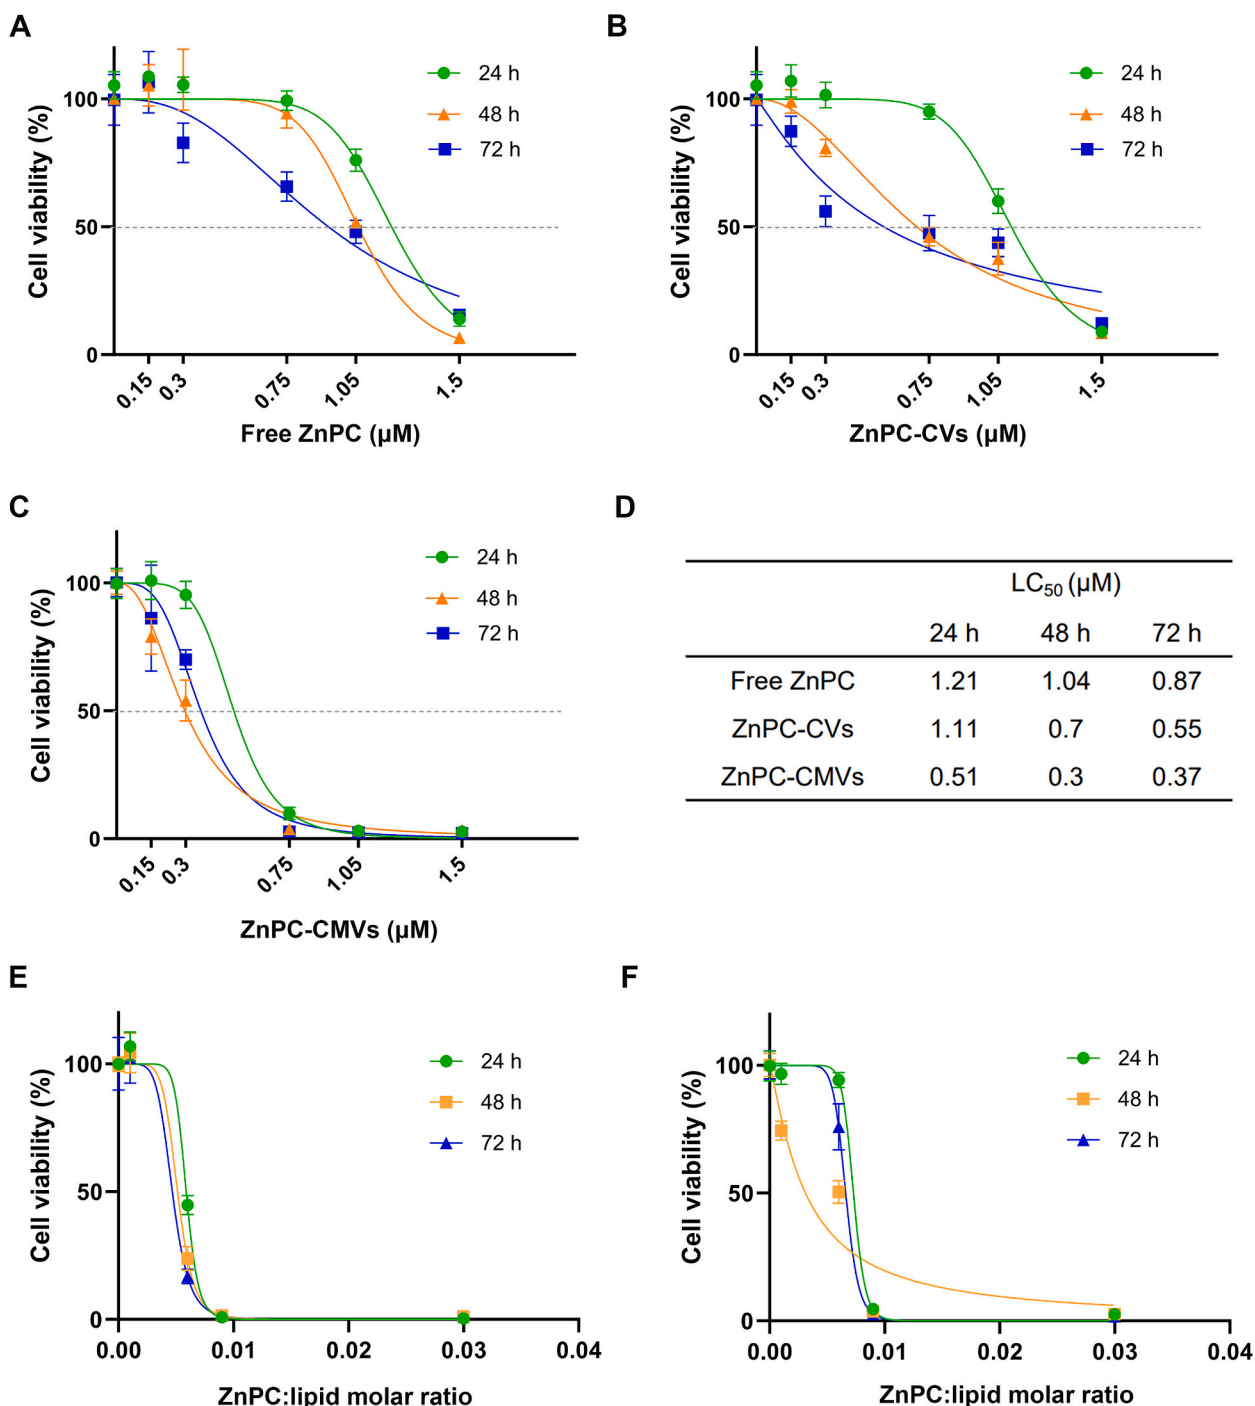 A
Cell viability (%)
100
50
0
24 h
48 h
72 h
0.15
0.3
0.75
1.05
1.5
Free ZnPC (µM)
B
Cell viability (%)
100
50
0
24 h
48 h
72 h
0.15
0.3
0.75
1.05
1.5
ZnPC-CVs (µM)
C
Cell viability (%)
100
50
0
24 h
48 h
72 h
0.15
0.3
0.75
1.05
1.5
ZnPC-CMVs (µM)
D
LC50 (µM)
24 h 48 h 72 h
Free ZnPC 1.21 1.04 0.87
ZnPC-CVs 1.11 0.7 0.55
ZnPC-CMVs 0.51 0.3 0.37
E
Cell viability (%)
100
50
0
24 h
48 h
72 h
0.00 0.01 0.02 0.03 0.04
ZnPC:lipid molar ratio
F
Cell viability (%)
100
50
0
24 h
48 h
72 h
0.00 0.01 0.02 0.03 0.04
ZnPC:lipid molar ratio